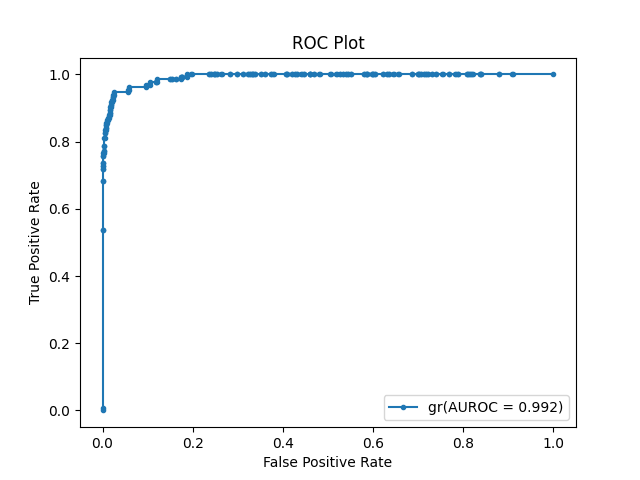 ROC Plot
True Positive Rate
1.0
0.8
0.6
0.4
0.2
0.0
gr(AUROC = 0.992)
0.0 0.2 0.4 0.6 0.8 1.0
False Positive Rate